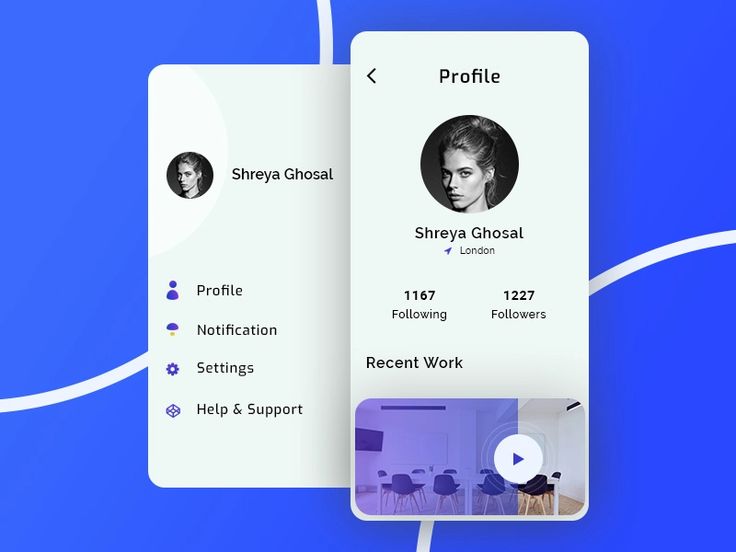 Shreya Ghosal
Profile
Notification
Settings
Help & Support
Profile
Shreya Ghosal
London
1167
Following
1227
Followers
Recent Work